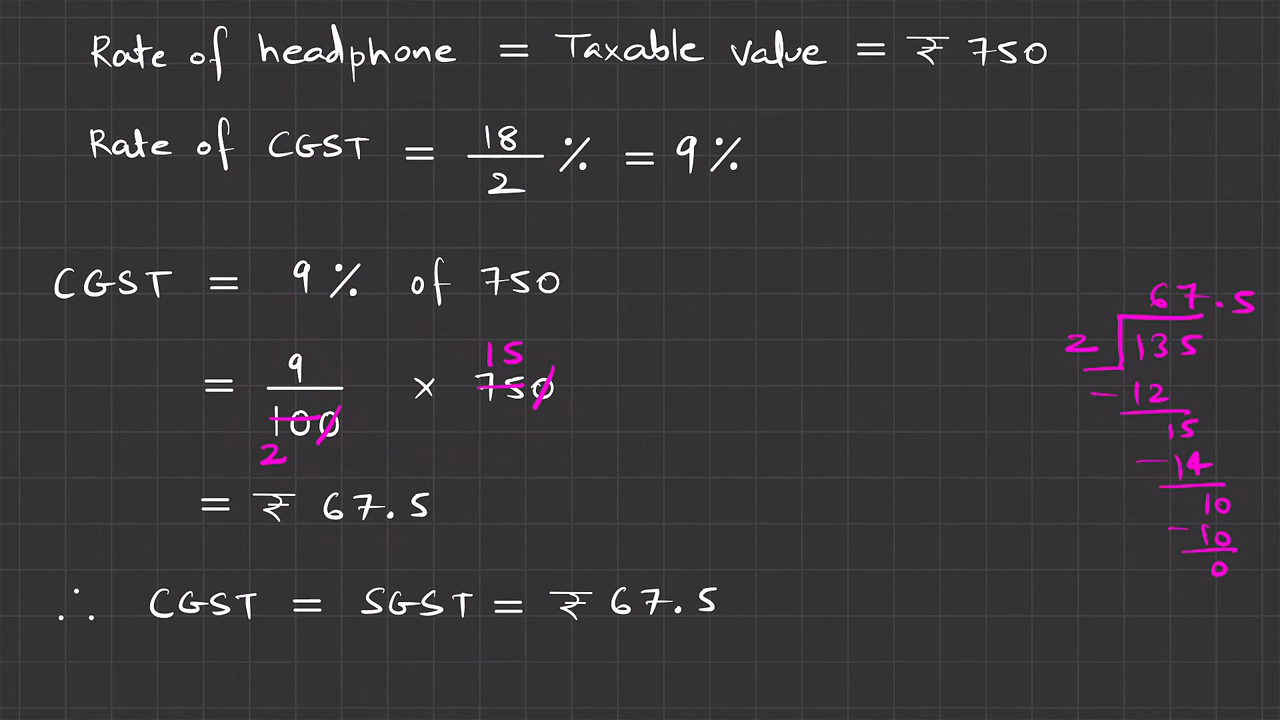 Rate of headphone = Taxable value = ₹ 750
Rate of CGST = 18/2 % = 9%
CGST = 9% of 750
= 9/100 × 750
15
2
= ₹ 67.5
∴ CGST = SGST = ₹ 67.5
67.5
2 135
- 12
15
- 14
10
- 10
0